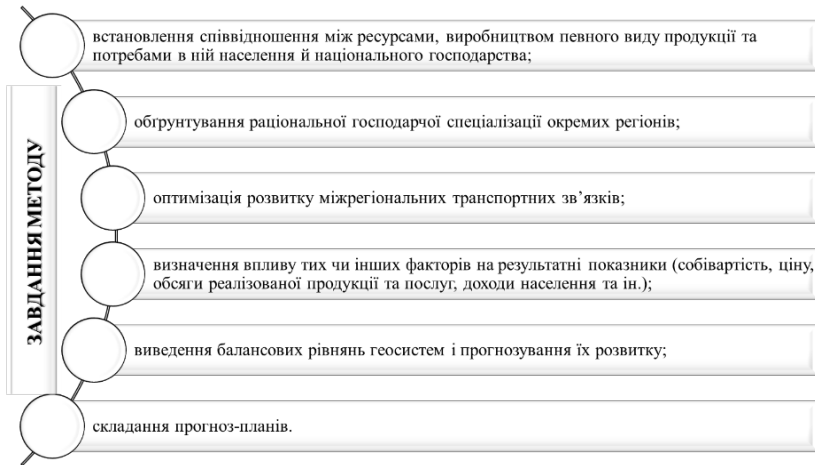 ЗАВДАННЯ МЕТОДУ
встановлення співвідношення між ресурсами, виробництвом певного виду продукції та
потребами в ній населення й національного господарства;
обґрунтування раціональної господарчої спеціалізації окремих регіонів;
оптимізація розвитку міжрегіональних транспортних зв’язків;
визначення впливу тих чи інших факторів на результатні показники (собівартість, ціну,
обсяги реалізованої продукції та послуг, доходи населення та ін.);
виведення балансових рівнянь геосистем і прогнозування їх розвитку;
складання прогноз-планів.